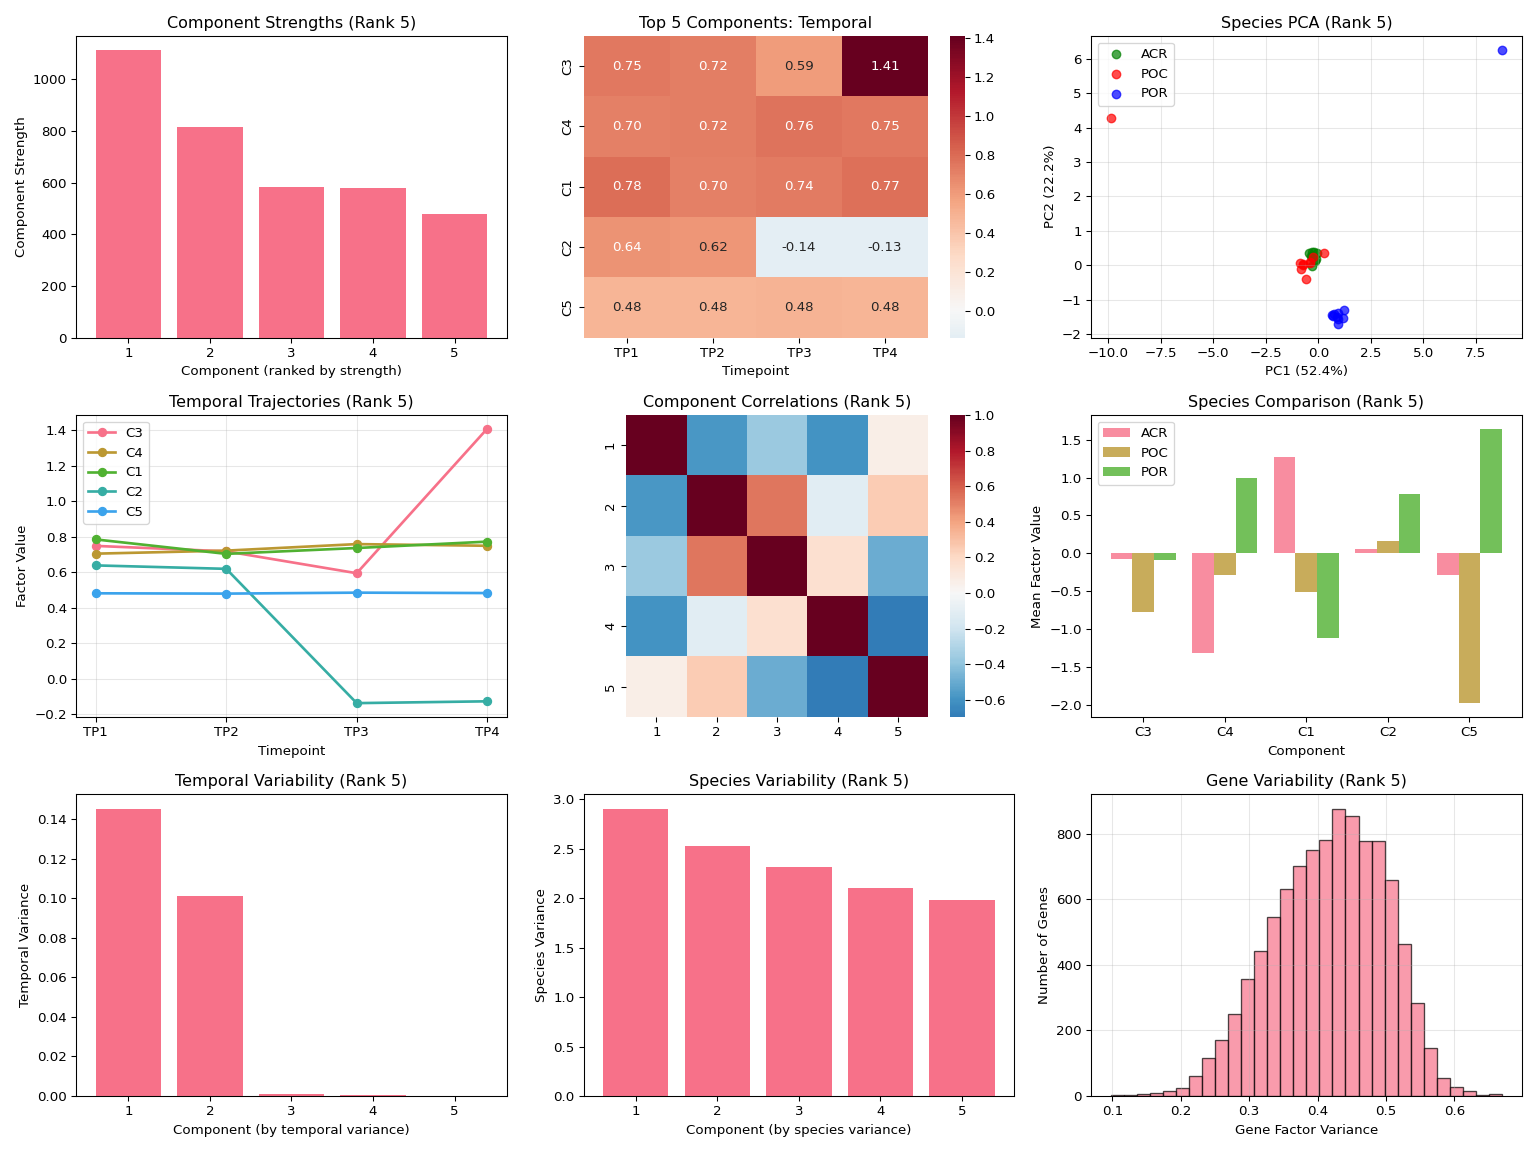 Component Strengths (Rank 5)
Component Strength
1000
800
600
400
200
0
1 2 3 4 5
Component (ranked by strength)
Top 5 Components: Temporal
C3 0.75 0.72 0.59 1.41
C4 0.70 0.72 0.76 0.75
C1 0.78 0.70 0.74 0.77
C2 0.64 0.62 -0.14 -0.13
C5 0.48 0.48 0.48 0.48
TP1 TP2 TP3 TP4
Timepoint
1.4
1.2
1.0
0.8
0.6
0.4
0.2
0.0
Species PCA (Rank 5)
ACR
POC
POR
PC2 (22.2%)
6
5
4
3
2
1
0
−1
−2
−10.0 −7.5 −5.0 −2.5 0.0 2.5 5.0 7.5
PC1 (52.4%)
Temporal Trajectories (Rank 5)
C3
C4
C1
C2
C5
Factor Value
1.4
1.2
1.0
0.8
0.6
0.4
0.2
0.0
−0.2
TP1 TP2 TP3 TP4
Timepoint
Component Correlations (Rank 5)
1
2
3
4
5
1 2 3 4 5
1.0
0.8
0.6
0.4
0.2
0.0
−0.2
−0.4
−0.6
Species Comparison (Rank 5)
ACR
POC
POR
Mean Factor Value
1.5
1.0
0.5
0.0
−0.5
−1.0
−1.5
−2.0
C3 C4 C1 C2 C5
Component
Temporal Variability (Rank 5)
Temporal Variance
0.14
0.12
0.10
0.08
0.06
0.04
0.02
0.00
1 2 3 4 5
Component (by temporal variance)
Species Variability (Rank 5)
Species Variance
3.0
2.5
2.0
1.5
1.0
0.5
0.0
1 2 3 4 5
Component (by species variance)
Gene Variability (Rank 5)
Number of Genes
800
600
400
200
0
0.1 0.2 0.3 0.4 0.5 0.6
Gene Factor Variance